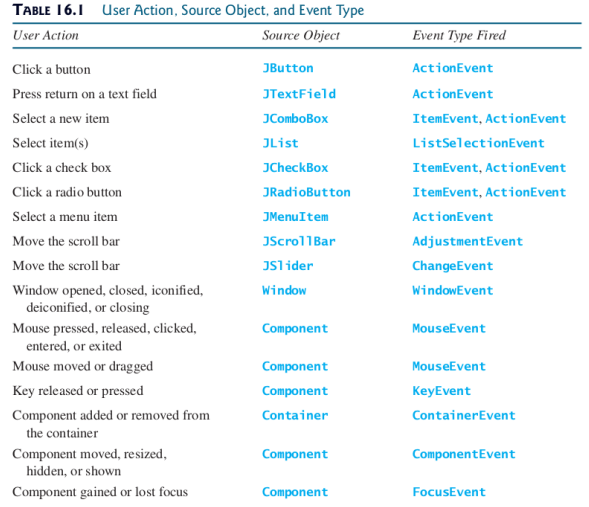 TABLE 16.1 User Action, Source Object, and Event Type
User Action Source Object Event Type Fired
Click a button JButton ActionEvent
Press return on a text field JTextField ActionEvent
Select a new item JComboBox ItemEvent, ActionEvent
Select item(s) JList ListSelectionEvent
Click a check box JCheckBox ItemEvent, ActionEvent
Click a radio button JRadioButton ItemEvent, ActionEvent
Select a menu item JMenuItem ActionEvent
Move the scroll bar JScrollBar AdjustmentEvent
Move the scroll bar JSlider ChangeEvent
Window opened, closed, iconified, Window WindowEvent
deiconified, or closing
Mouse pressed, released, clicked, Component MouseEvent
entered, or exited
Mouse moved or dragged Component MouseEvent
Key released or pressed Component KeyEvent
Component added or removed from Container ContainerEvent
the container
Component moved, resized, Component ComponentEvent
hidden, or shown
Component gained or lost focus Component FocusEvent